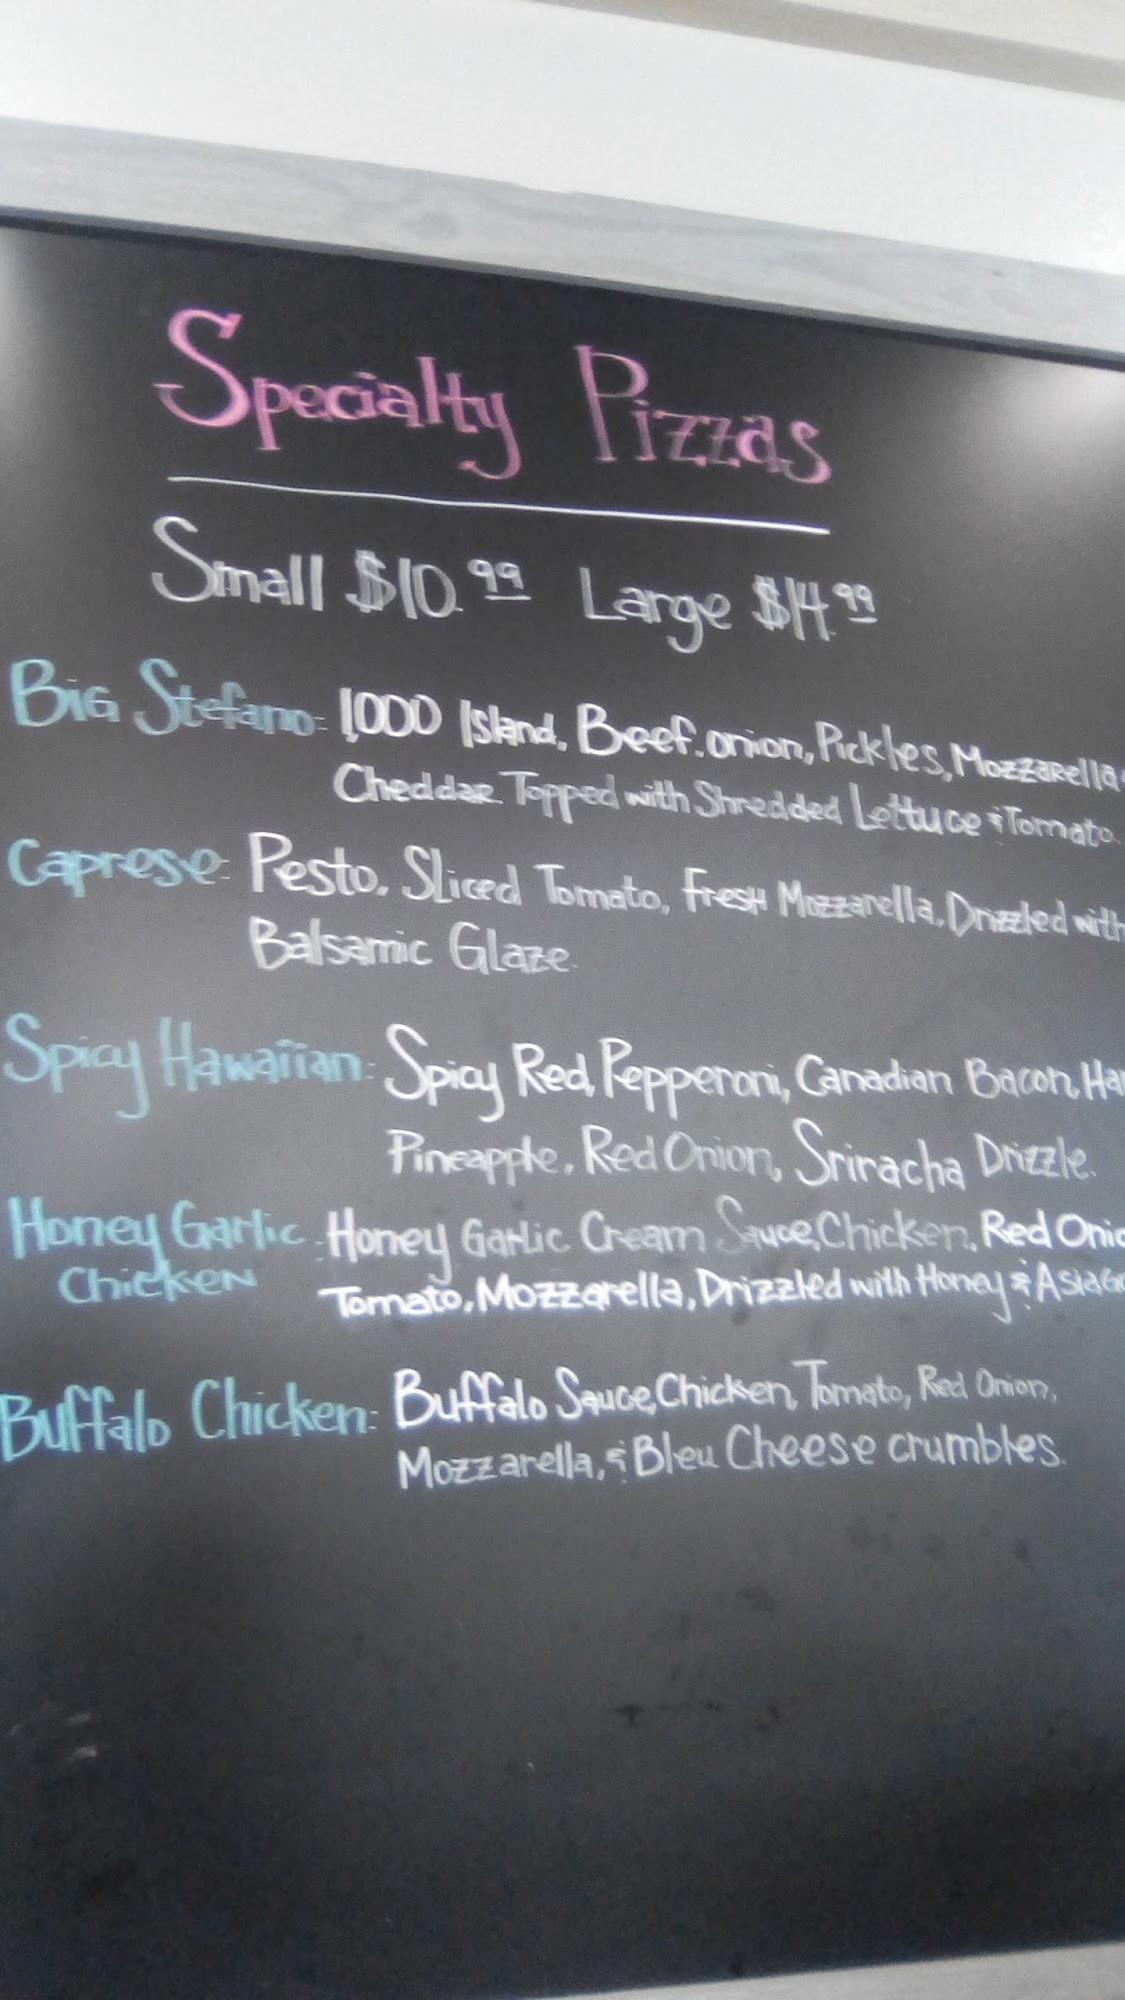 Specialty Pizzas
Small $10.99 Large $14.99
Big Stefano: 1,000 Island, Beef, onion, Pickles, Mozzarella
Cheddar. Topped with Shredded Lettuce & Tomato.
Caprese: Pesto, Sliced Tomato, Fresh Mozzarella, Drizzled with
Balsamic Glaze.
Spicy Hawaiian: Spicy Red, Pepperoni, Canadian Bacon, Ha
Pineapple, Red Onion, Sriracha Drizzle.
Honey Garlic Chicken: Honey Garlic Cream Sauce, Chicken, Red Onio
Tomato, Mozzarella, Drizzled with Honey & Asiago
Buffalo Chicken: Buffalo Sauce, Chicken, Tomato, Red Onion,
Mozzarella, & Bleu Cheese crumbles.